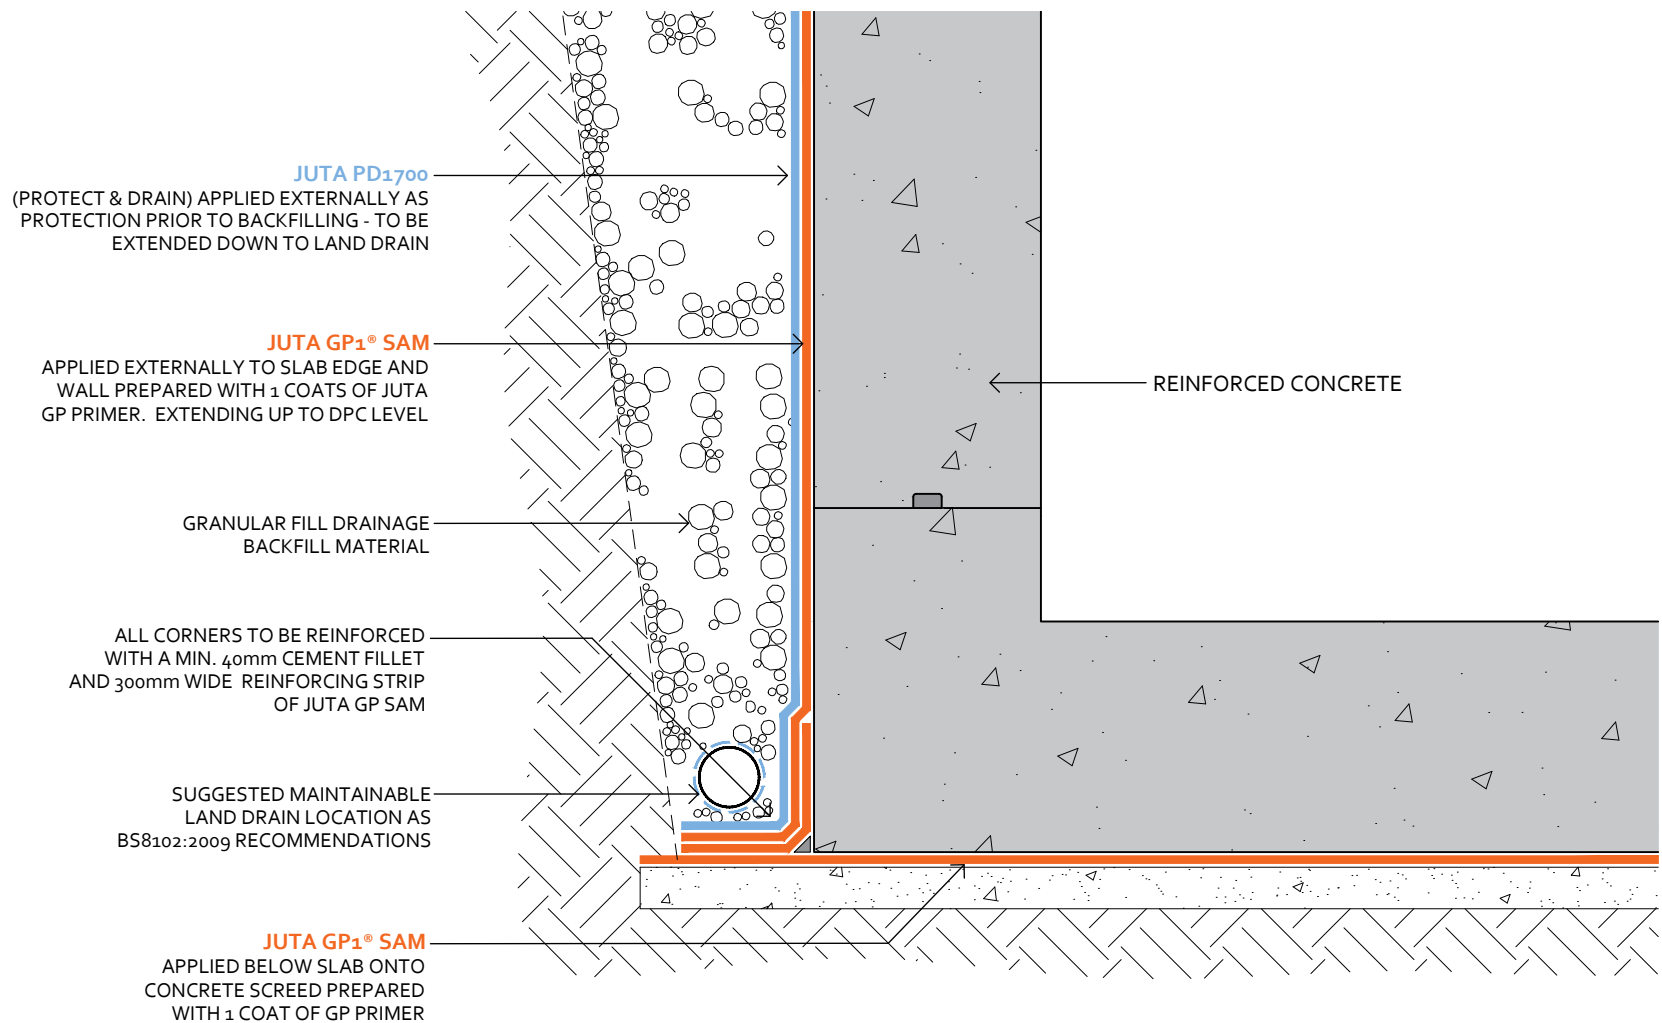 JUTA PD1700
(PROTECT & DRAIN) APPLIED EXTERNALLY AS
PROTECTION PRIOR TO BACKFILLING - TO BE
EXTENDED DOWN TO LAND DRAIN
JUTA GP1® SAM
APPLIED EXTERNALLY TO SLAB EDGE AND
WALL PREPARED WITH 1 COATS OF JUTA
GP PRIMER. EXTENDING UP TO DPC LEVEL
REINFORCED CONCRETE
GRANULAR FILL DRAINAGE
BACKFILL MATERIAL
ALL CORNERS TO BE REINFORCED
WITH A MIN. 40mm CEMENT FILLET
AND 300mm WIDE REINFORCING STRIP
OF JUTA GP SAM
SUGGESTED MAINTAINABLE
LAND DRAIN LOCATION AS
BS8102:2009 RECOMMENDATIONS
JUTA GP1® SAM
APPLIED BELOW SLAB ONTO
CONCRETE SCREED PREPARED
WITH 1 COAT OF GP PRIMER